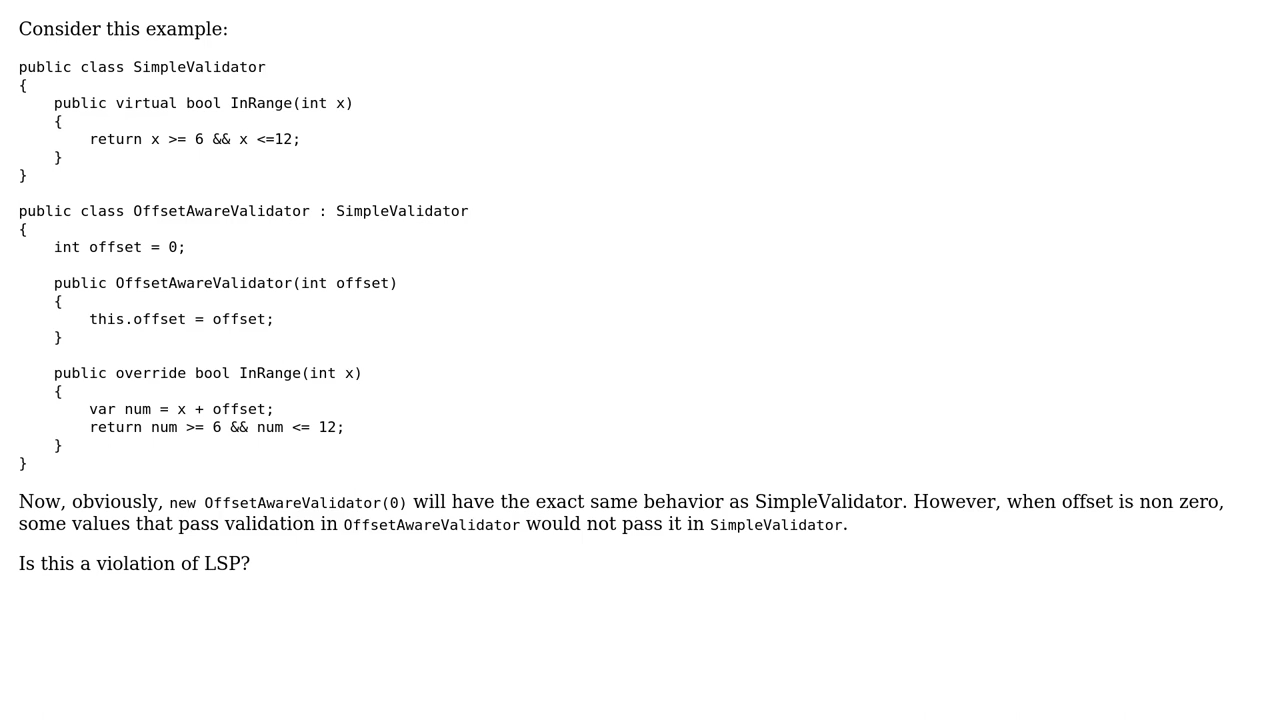 Consider this example:
public class SimpleValidator
{
    public virtual bool InRange(int x)
    {
        return x >= 6 && x <=12;
    }
}
public class OffsetAwareValidator : SimpleValidator
{
    int offset = 0;
    public OffsetAwareValidator(int offset)
    {
        this.offset = offset;
    }
    public override bool InRange(int x)
    {
        var num = x + offset;
        return num >= 6 && num <= 12;
    }
}
Now, obviously, new OffsetAwareValidator(0) will have the exact same behavior as SimpleValidator. However, when offset is non zero,
some values that pass validation in OffsetAwareValidator would not pass it in SimpleValidator.
Is this a violation of LSP?